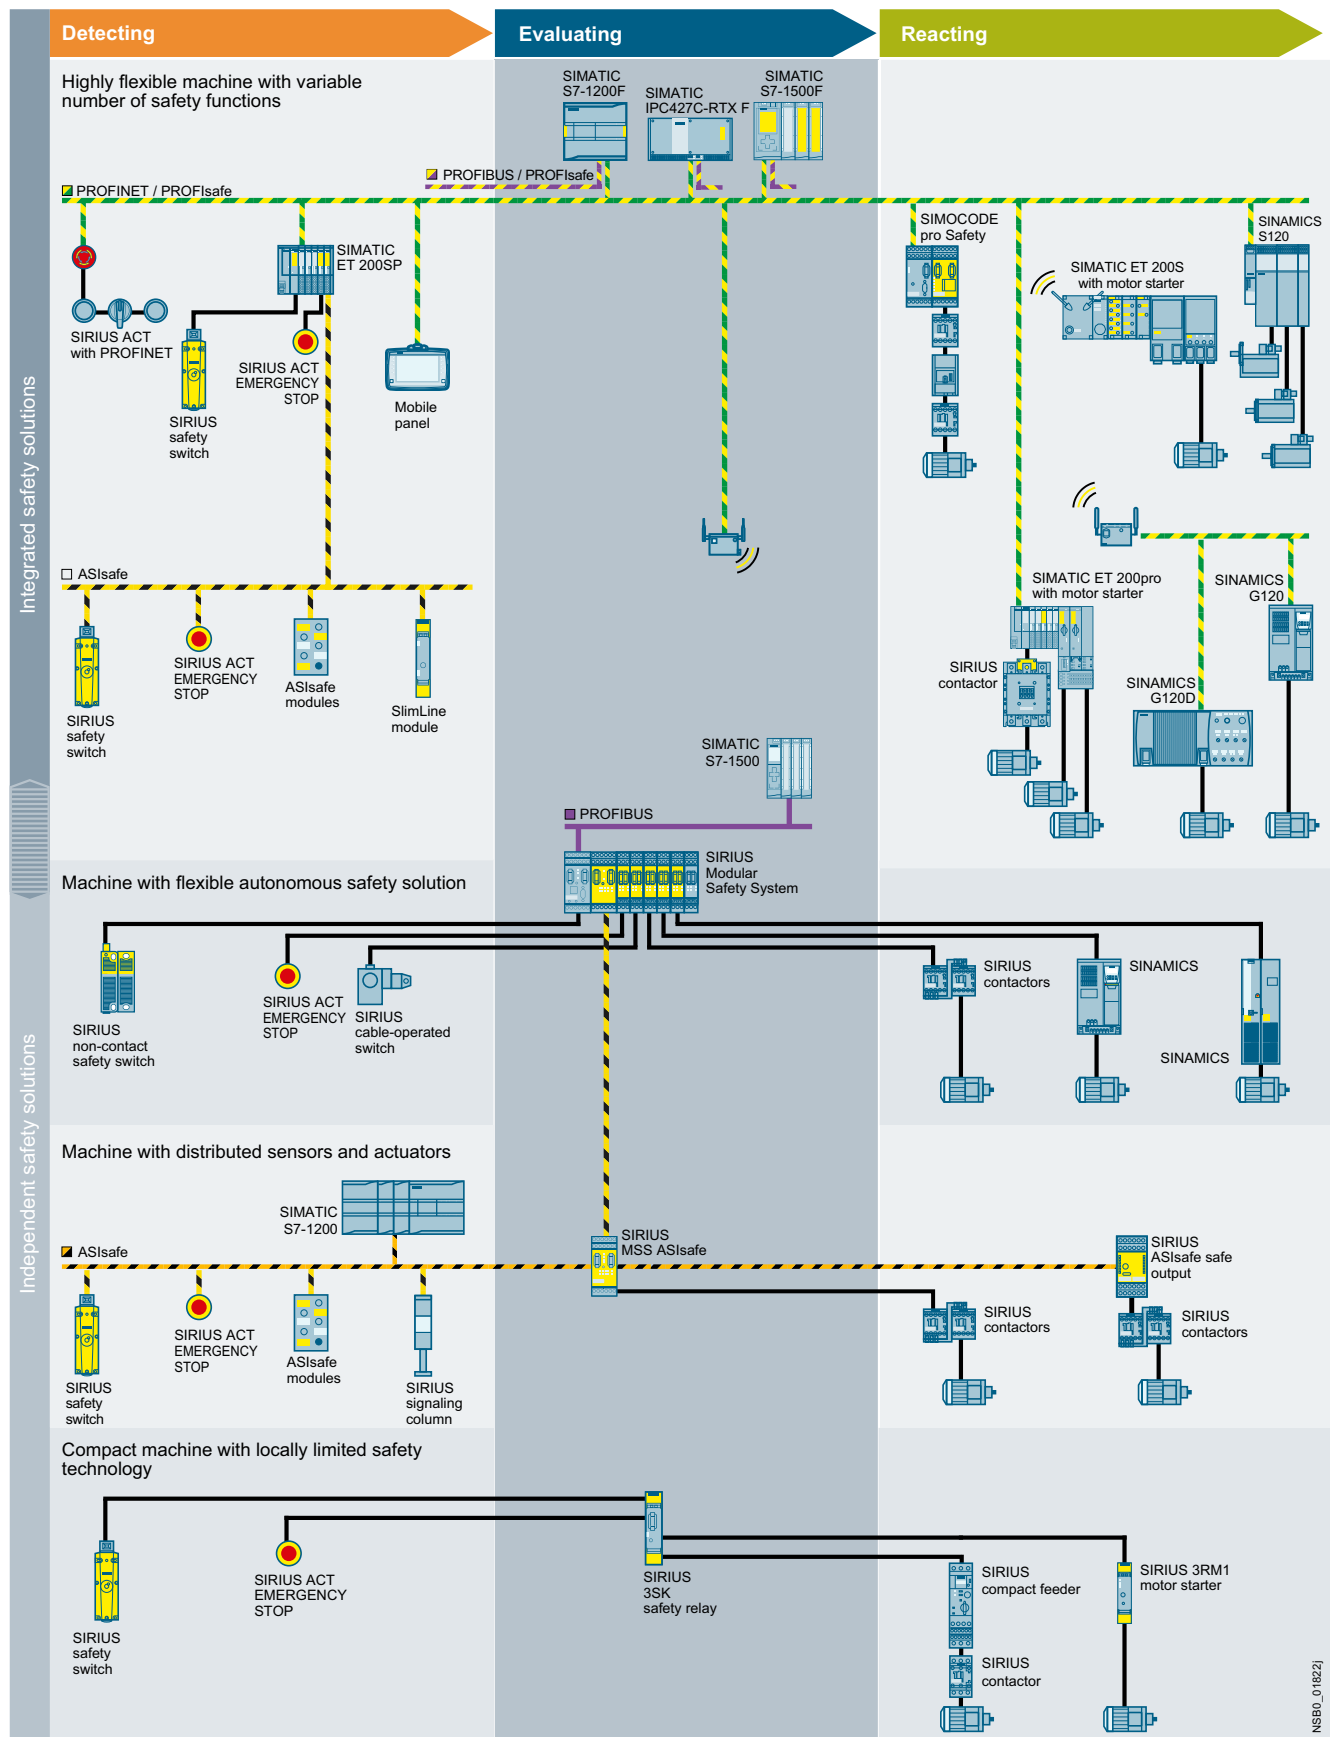 Detecting
Evaluating
Reacting
Integrated safety solutions
Independent safety solutions
Highly flexible machine with variable
number of safety functions
SIMATIC
S7-1200F
SIMATIC
IPC427C-RTX F
SIMATIC
S7-1500F
PROFIBUS / PROFIsafe
PROFINET / PROFIsafe
SIRIUS ACT
with PROFINET
SIMATIC
ET 200SP
SIRIUS
safety
switch
SIRIUS ACT
EMERGENCY
STOP
Mobile
panel
SIMOCODE
pro Safety
SIMATIC ET 200S
with motor starter
SINAMICS
S120
ASIsafe
SIRIUS
safety
switch
SIRIUS ACT
EMERGENCY
STOP
ASIsafe
modules
SlimLine
module
SIMATIC ET 200pro
with motor starter
SIRIUS
contactor
SINAMICS
G120
SINAMICS
G120D
SIMATIC
S7-1500
PROFIBUS
SIRIUS
Modular
Safety System
Machine with flexible autonomous safety solution
SIRIUS
non-contact
safety switch
SIRIUS ACT
EMERGENCY
STOP
SIRIUS
cable-operated
switch
SIRIUS
contactors
SINAMICS
SINAMICS
Machine with distributed sensors and actuators
SIMATIC
S7-1200
ASIsafe
SIRIUS
MSS ASIsafe
SIRIUS
ASIsafe safe
output
SIRIUS
safety
switch
SIRIUS ACT
EMERGENCY
STOP
ASIsafe
modules
SIRIUS
signaling
column
SIRIUS
contactors
SIRIUS
contactors
Compact machine with locally limited safety
technology
SIRIUS
safety
switch
SIRIUS ACT
EMERGENCY
STOP
SIRIUS
3SK
safety relay
SIRIUS
compact feeder
SIRIUS 3RM1
motor starter
SIRIUS
contactor
NSB0_01822j